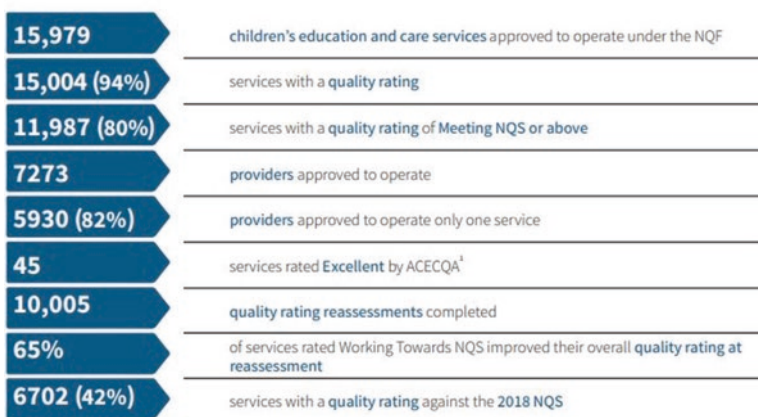 15,979 children's education and care services approved to operate under the NQF
15,004 (94%) services with a quality rating
11,987 (80%) services with a quality rating of Meeting NQS or above
7273 providers approved to operate
5930 (82%) providers approved to operate only one service
45 services rated Excellent by ACECQA¹
10,005 quality rating reassessments completed
65% of services rated Working Towards NQS improved their overall quality rating at
reassessment
6702 (42%) services with a quality rating against the 2018 NQS